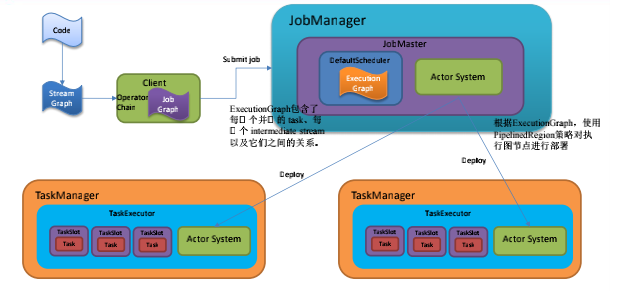 Code
JobManager
JobMaster
DefaultScheduler
Execution
Graph
Actor System
Submit job
Client
Stream
Graph
Operator
Chain
Job
Graph
ExecutionGraph包含了
每 个并 的 task、每
个 intermediate stream
以及它们之间的关系。
根据ExecutionGraph，使用
PipelinedRegion策略对执
行图节点进行部署
Deploy
Deploy
TaskManager
TaskExecutor
TaskSlot
Task
TaskSlot
Task
TaskSlot
Task
Actor System
TaskManager
TaskExecutor
TaskSlot
Task
TaskSlot
Task
TaskSlot
Task
Actor System